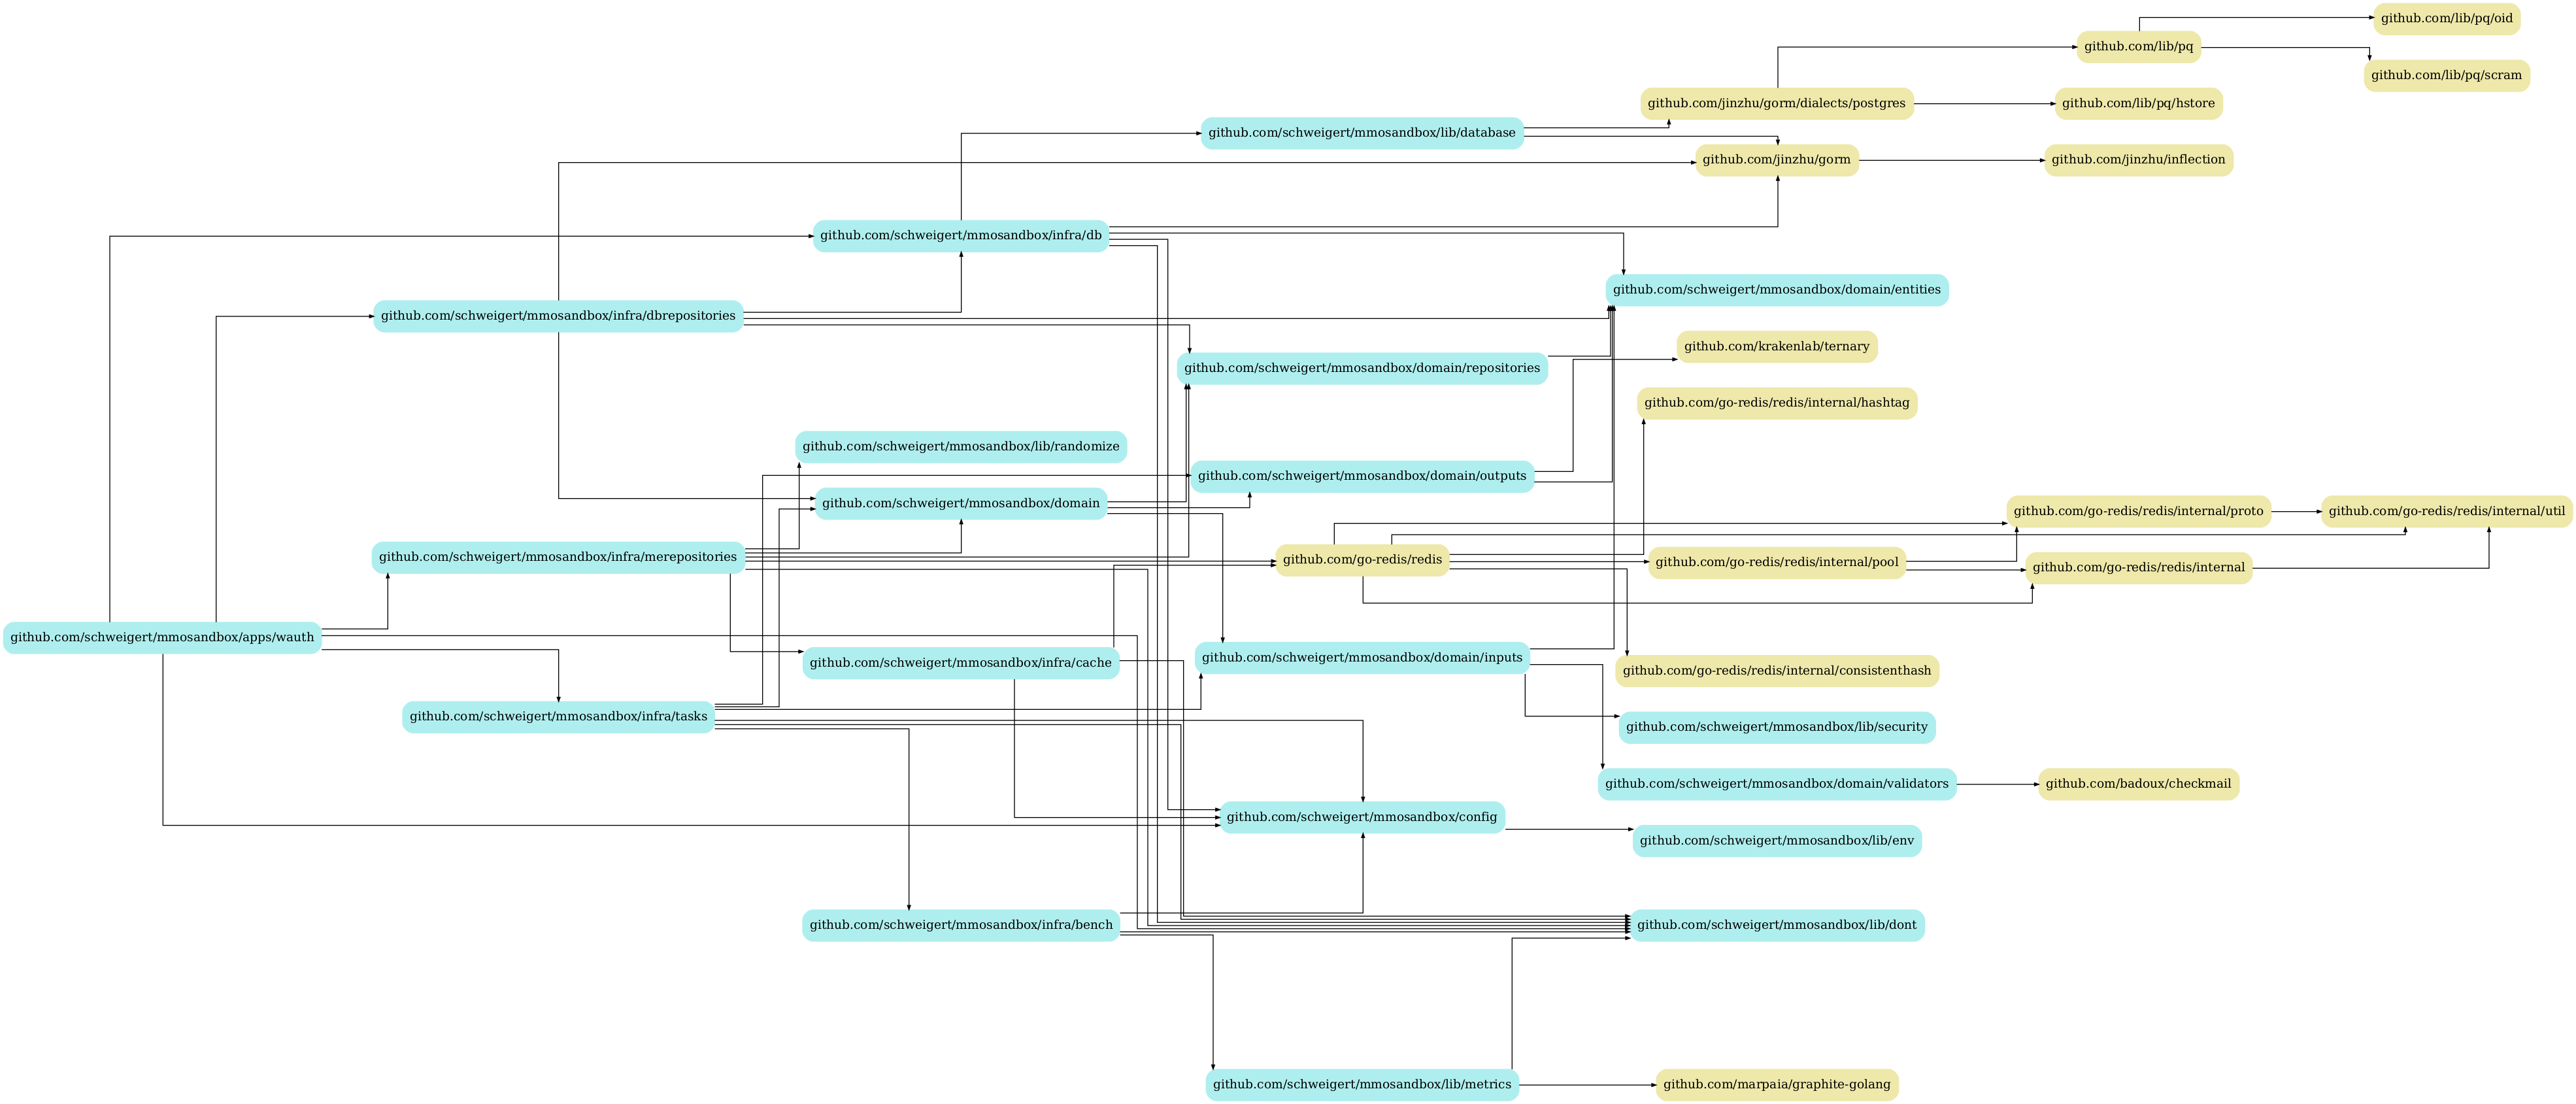 github.com/lib/pq/oid
github.com/lib/pq
github.com/lib/pq/scram
github.com/jinzhu/gorm/dialects/postgres
github.com/lib/pq/hstore
github.com/schweigert/mmosandbox/lib/database
github.com/jinzhu/gorm
github.com/jinzhu/inflection
github.com/schweigert/mmosandbox/infra/db
github.com/schweigert/mmosandbox/domain/entities
github.com/schweigert/mmosandbox/infra/dbrepositories
github.com/krakenlab/ternary
github.com/schweigert/mmosandbox/domain/repositories
github.com/go-redis/redis/internal/hashtag
github.com/schweigert/mmosandbox/lib/randomize
github.com/schweigert/mmosandbox/domain/outputs
github.com/schweigert/mmosandbox/domain
github.com/go-redis/redis/internal/proto
github.com/go-redis/redis/internal/util
github.com/schweigert/mmosandbox/infra/merepositories
github.com/go-redis/redis
github.com/go-redis/redis/internal/pool
github.com/go-redis/redis/internal
github.com/schweigert/mmosandbox/apps/wauth
github.com/schweigert/mmosandbox/infra/cache
github.com/schweigert/mmosandbox/domain/inputs
github.com/go-redis/redis/internal/consistenthash
github.com/schweigert/mmosandbox/infra/tasks
github.com/schweigert/mmosandbox/lib/security
github.com/schweigert/mmosandbox/domain/validators
github.com/badoux/checkmail
github.com/schweigert/mmosandbox/config
github.com/schweigert/mmosandbox/lib/env
github.com/schweigert/mmosandbox/infra/bench
github.com/schweigert/mmosandbox/lib/dont
github.com/schweigert/mmosandbox/lib/metrics
github.com/marpaia/graphite-golang